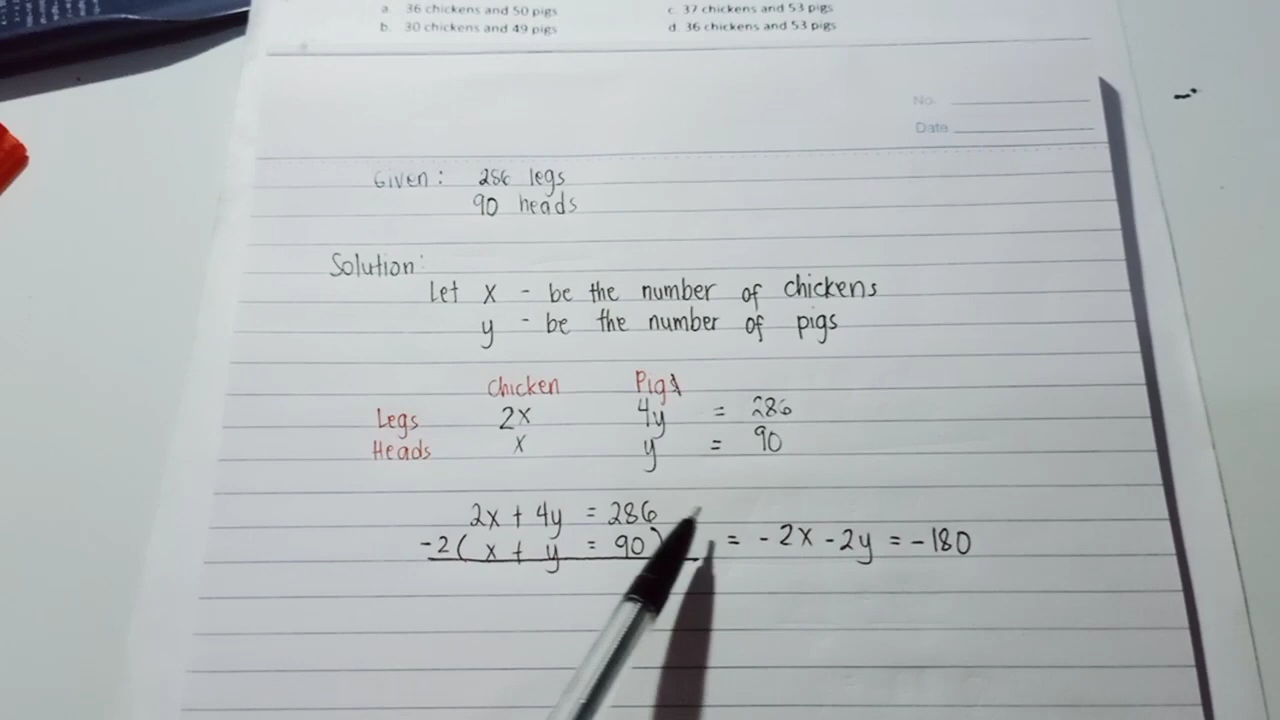 a. 36 chickens and 50 pigs
c. 37 chickens and 53 pigs
b. 30 chickens and 49 pigs
d. 36 chickens and 53 pigs
No.
Date
Given: 286 legs
90 heads
Solution:
Let x - be the number of chickens
y - be the number of pigs
Chicken Pigs
Legs 2x 4y = 286
Heads x y = 90
2x + 4y = 286
-2( x + y = 90) = -2x - 2y = -180